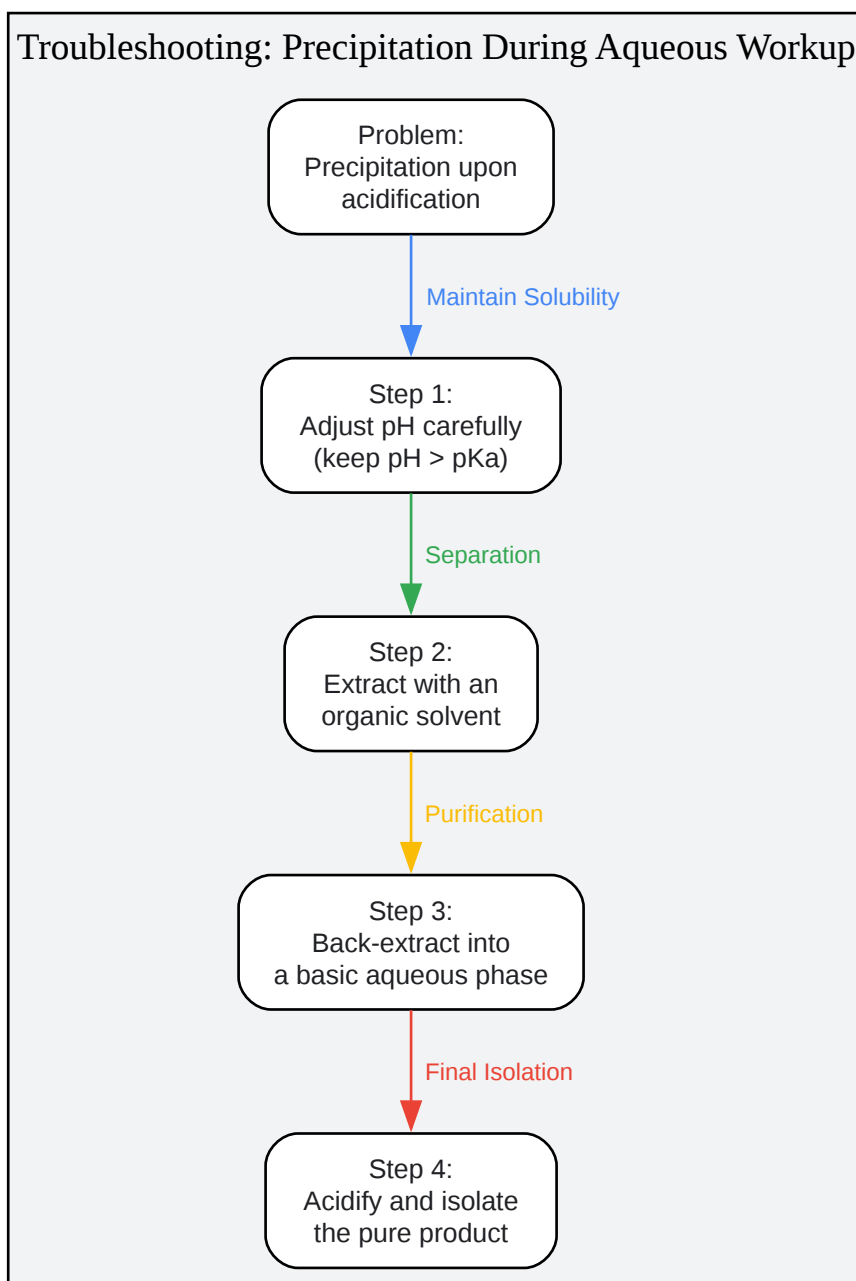 Troubleshooting: Precipitation During Aqueous Workup
Problem:
Precipitation upon
acidification
Maintain Solubility
Step 1:
Adjust pH carefully
(keep pH > pKa)
Separation
Step 2:
Extract with an
organic solvent
Purification
Step 3:
Back-extract into
a basic aqueous phase
Final Isolation
Step 4:
Acidify and isolate
the pure product